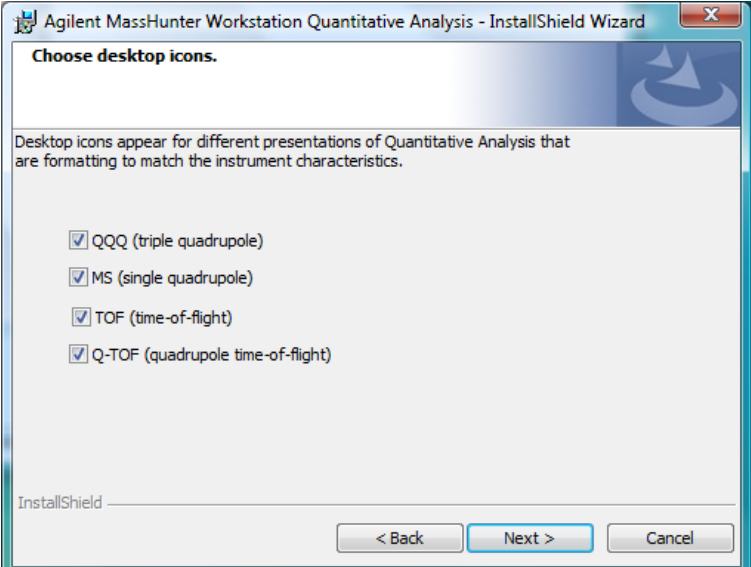 Agilent MassHunter Workstation Quantitative Analysis - InstallShield Wizard
Choose desktop icons.
Desktop icons appear for different presentations of Quantitative Analysis that
are formatting to match the instrument characteristics.
QQQ (triple quadrupole)
MS (single quadrupole)
TOF (time-of-flight)
Q-TOF (quadrupole time-of-flight)
InstallShield
< Back Next > Cancel